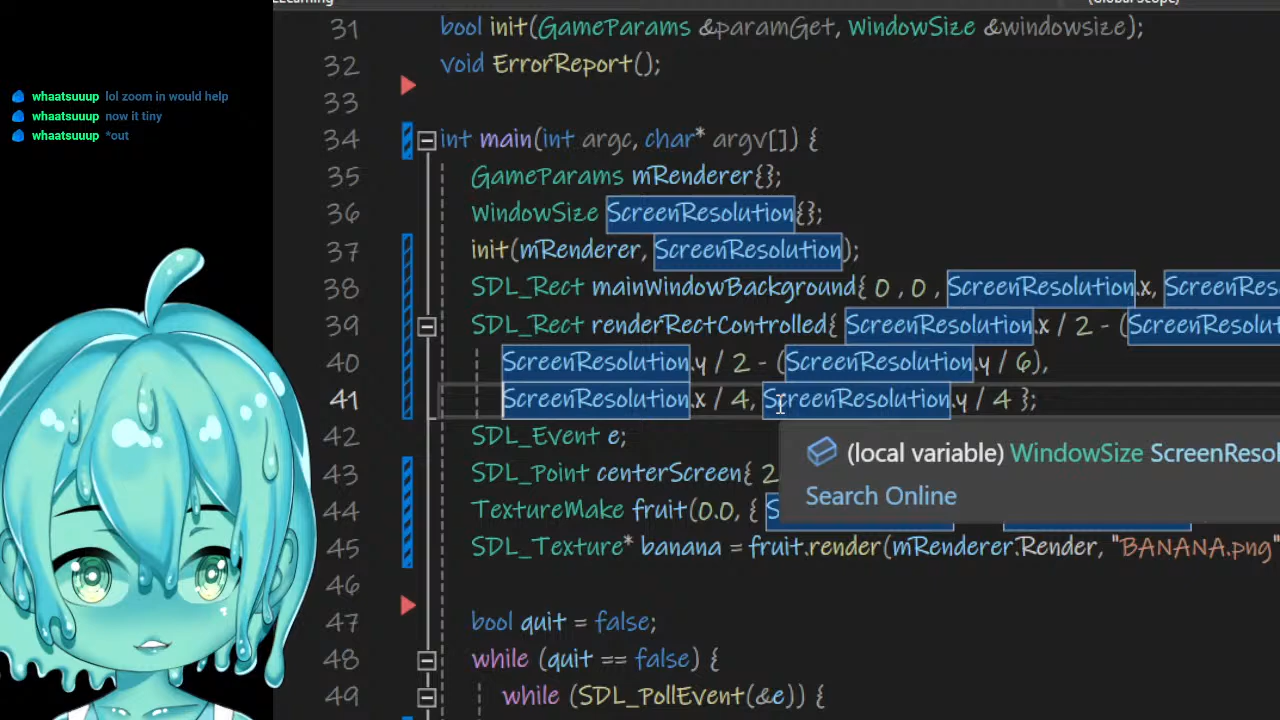 whaatsuuup lol zoom in would help
whaatsuuup now it tiny
whaatsuuup *out
31 bool init(GameParams &paramGet, WindowSize &windowsize);
32 void ErrorReport();
33
34 int main(int argc, char* argv[]) {
35 GameParams mRenderer{};
36 WindowSize ScreenResolution{};
37 init(mRenderer, ScreenResolution);
38 SDL_Rect mainWindowBackground{ 0 , 0 , ScreenResolution.x, ScreenRes
39 SDL_Rect renderRectControlled{ ScreenResolution.x / 2 - (ScreenResolut
40 ScreenResolution.y / 2 - (ScreenResolution.y / 6),
41 ScreenResolution.x / 4, ScreenResolution.y / 4 };
42 SDL_Event e;
(local variable) WindowSize ScreenResol
Search Online
43 SDL_Point centerScreen{ 2
44 TextureMake fruit(0.0, { S
45 SDL_Texture* banana = fruit.render(mRenderer.Render, "BANANA.png"
46
47 bool quit = false;
48 while (quit == false) {
49 while (SDL_PollEvent(&e)) {